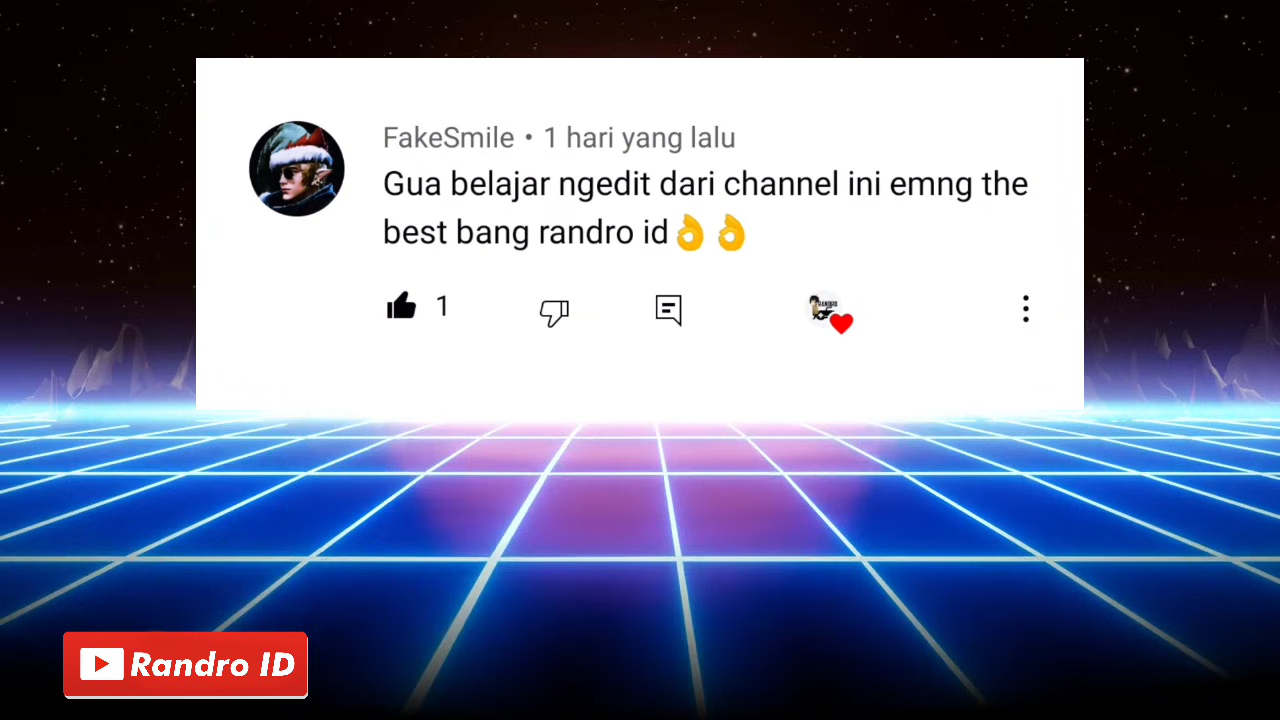 FakeSmile • 1 hari yang lalu
Gua belajar ngedit dari channel ini emng the
best bang randro id👌👌
1
Randro ID